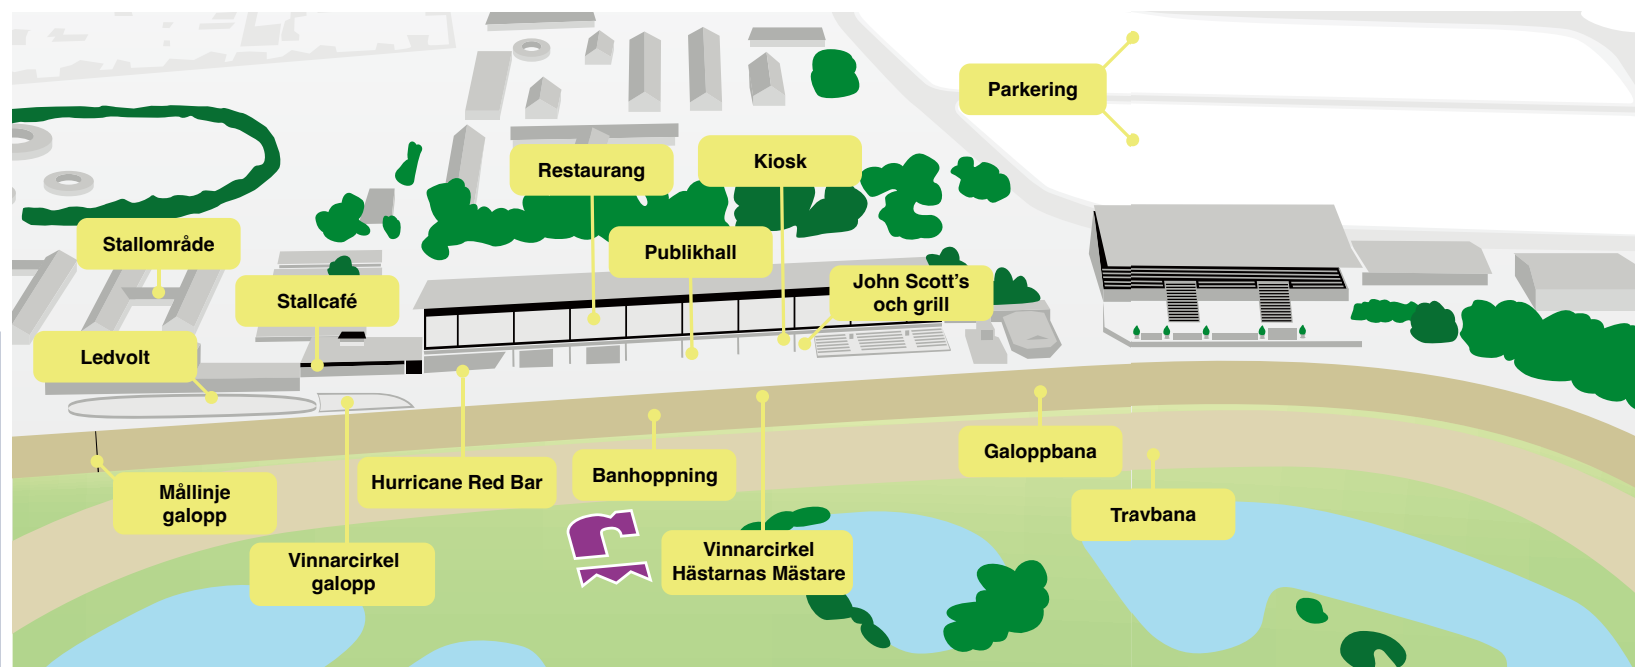 Parkering
Kiosk
Restaurang
Stallområde
Publikhall
John Scott's
och grill
Stallcafé
Ledvolt
Galoppbana
Banhoppning
Hurricane Red Bar
Mållinje
galopp
Travbana
Vinnarcirkel
Hästarnas Mästare
Vinnarcirkel
galopp